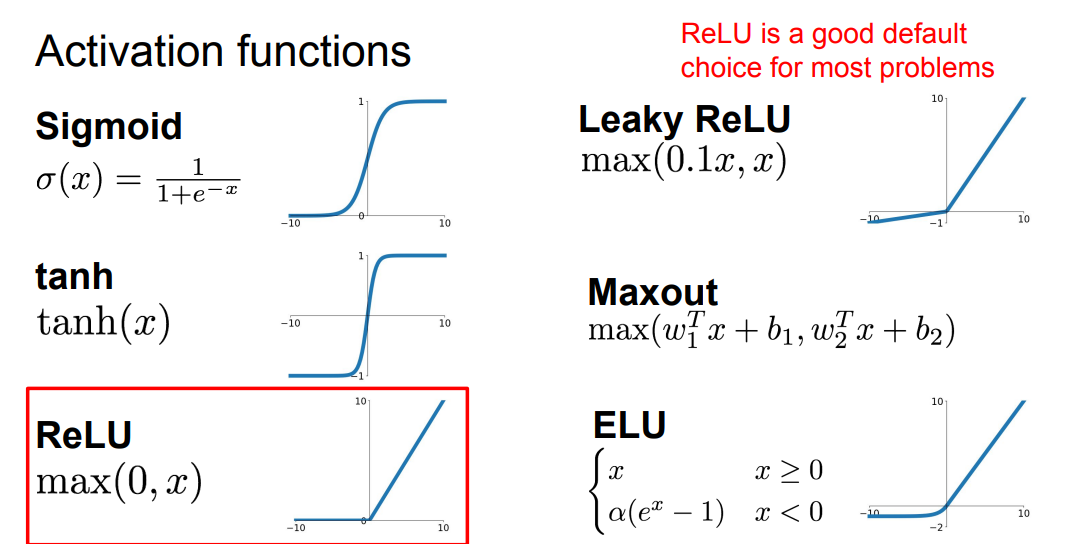 Activation functions
ReLU is a good default
choice for most problems
Sigmoid
σ(x) = 1/(1+e^{-x})
1
0
-10
10
tanh
tanh(x)
1
-10
10
-1
ReLU
max(0, x)
10
0
-10
10
Leaky ReLU
max(0.1x, x)
10
-10
-1
10
Maxout
max(w_1^T x + b_1, w_2^T x + b_2)
ELU
{ x x ≥ 0
α(e^x − 1) x < 0
10
-10
-2
10